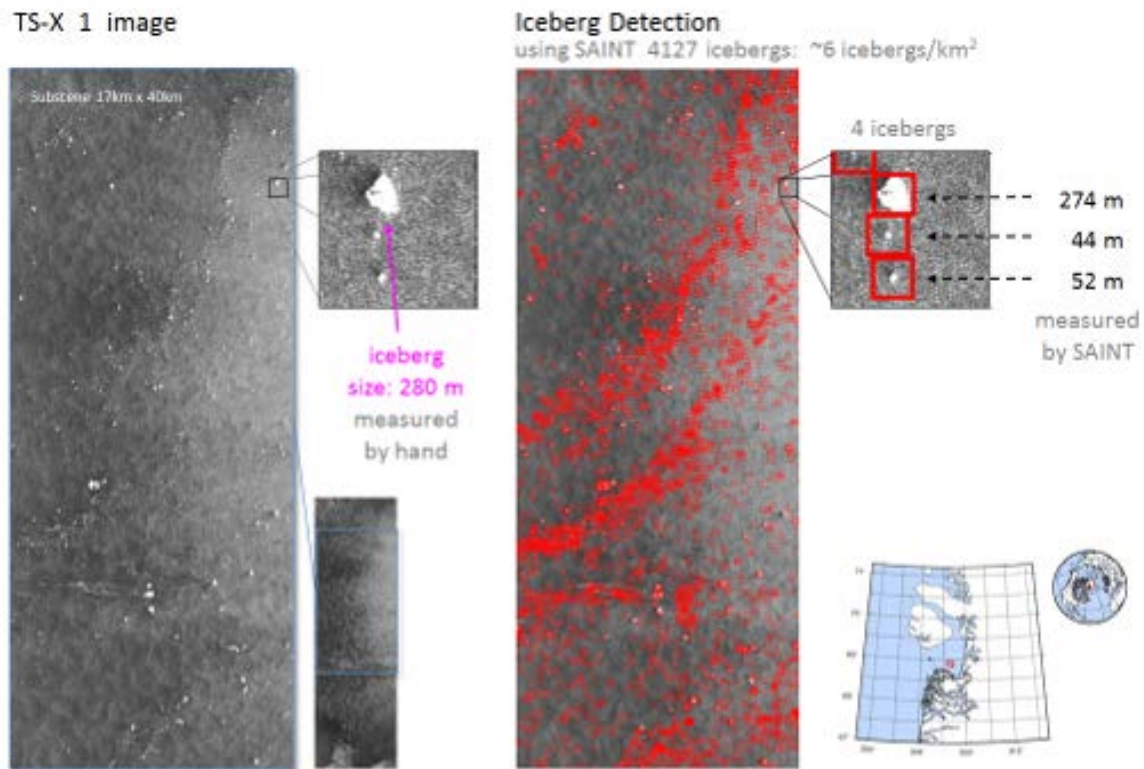 TS-X 1 image
Iceberg Detection
using SAINT 4127 icebergs: ~6 icebergs/km²
Subscene 17km x 40km
4 icebergs
274 m
44 m
52 m
measured
by SAINT
iceberg
size: 280 m
measured
by hand